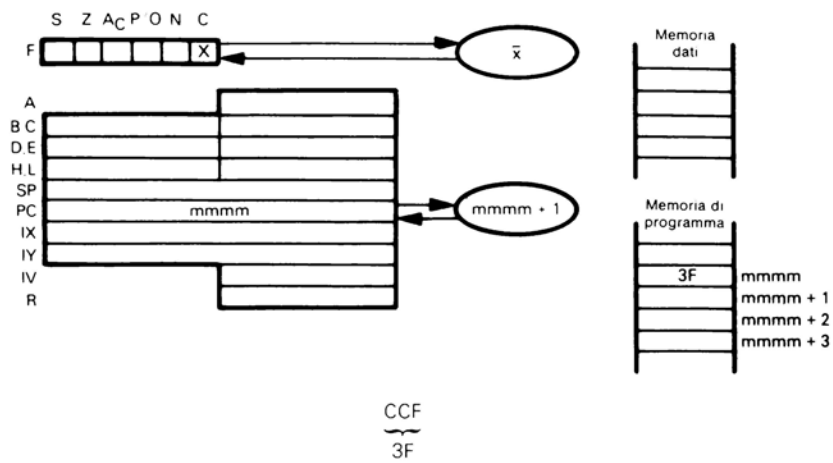 S Z AC P/O N C
F X x̄
Memoria
dati
A
B.C
D.E
H.L
SP
PC mmmm mmmm + 1
IX
IY
IV
R
Memoria di
programma
3F mmmm
mmmm + 1
mmmm + 2
mmmm + 3
CCF
3F